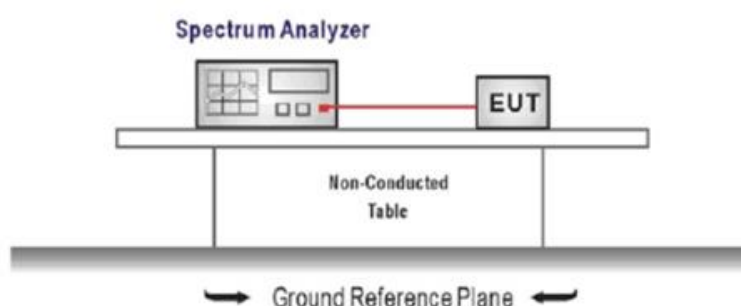 Spectrum Analyzer
EUT
Non-Conducted
Table
Ground Reference Plane